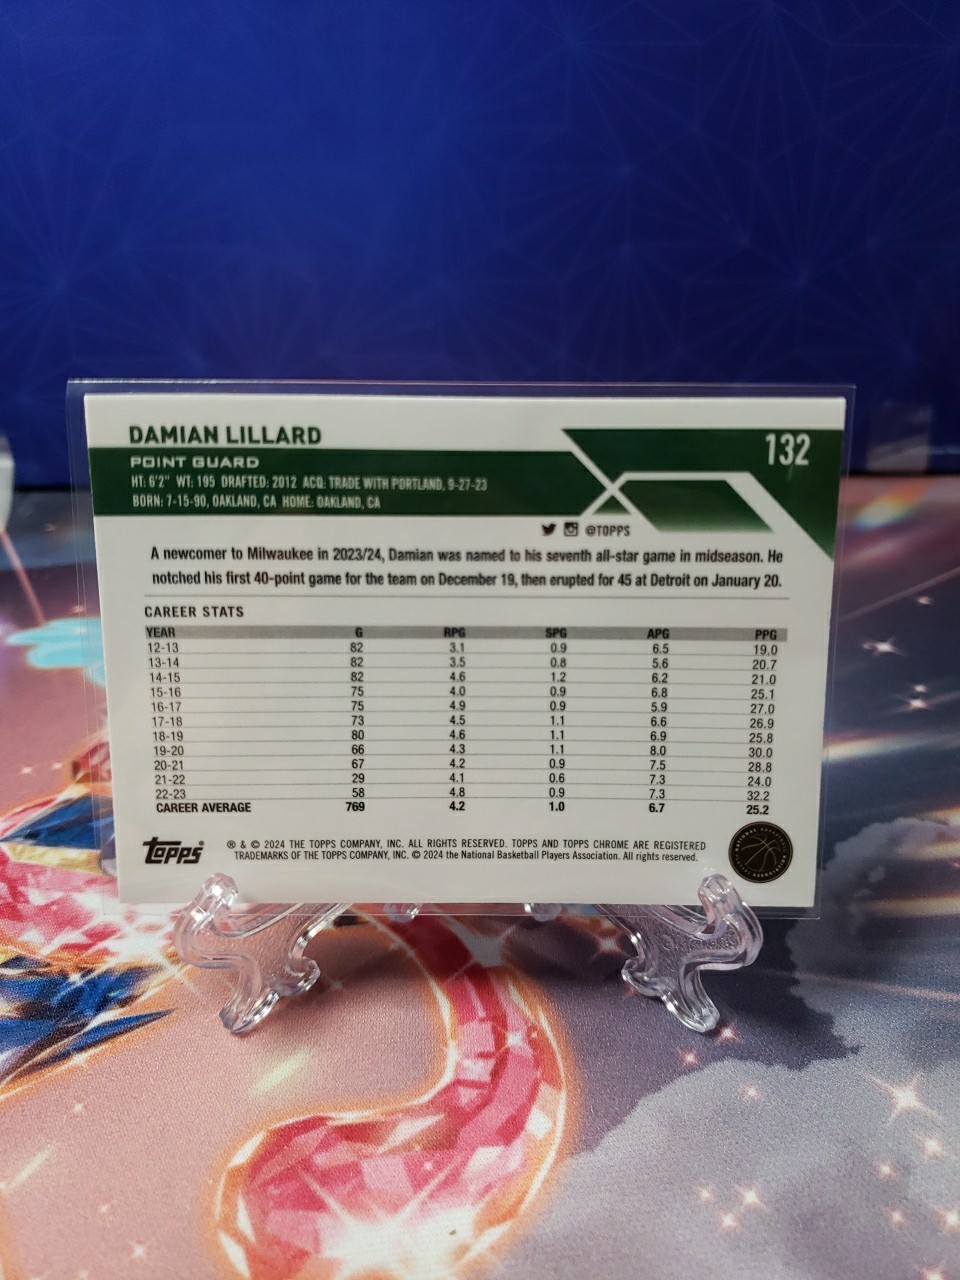 DAMIAN LILLARD
132
POINT GUARD
HT: 6'2" WT: 195 DRAFTED: 2012 ACQ: TRADE WITH PORTLAND, 9-27-23
BORN: 7-15-90, OAKLAND, CA HOME: OAKLAND, CA
@TOPPS
A newcomer to Milwaukee in 2023/24, Damian was named to his seventh all-star game in midseason. He
notched his first 40-point game for the team on December 19, then erupted for 45 at Detroit on January 20.
CAREER STATS
YEAR G RPG SPG APG PPG
12-13 82 3.1 0.9 6.5 19.0
13-14 82 3.5 0.8 5.6 20.7
14-15 82 4.6 1.2 6.2 21.0
15-16 75 4.0 0.9 6.8 25.1
16-17 75 4.9 0.9 5.9 27.0
17-18 73 4.5 1.1 6.6 26.9
18-19 80 4.6 1.1 6.9 25.8
19-20 66 4.3 1.1 8.0 30.0
20-21 67 4.2 0.9 7.5 28.8
21-22 29 4.1 0.6 7.3 24.0
22-23 58 4.8 0.9 7.3 32.2
CAREER AVERAGE 769 4.2 1.0 6.7 25.2
topps
® & © 2024 THE TOPPS COMPANY, INC. ALL RIGHTS RESERVED. TOPPS AND TOPPS CHROME ARE REGISTERED
TRADEMARKS OF THE TOPPS COMPANY, INC. © 2024 the National Basketball Players Association. All rights reserved.